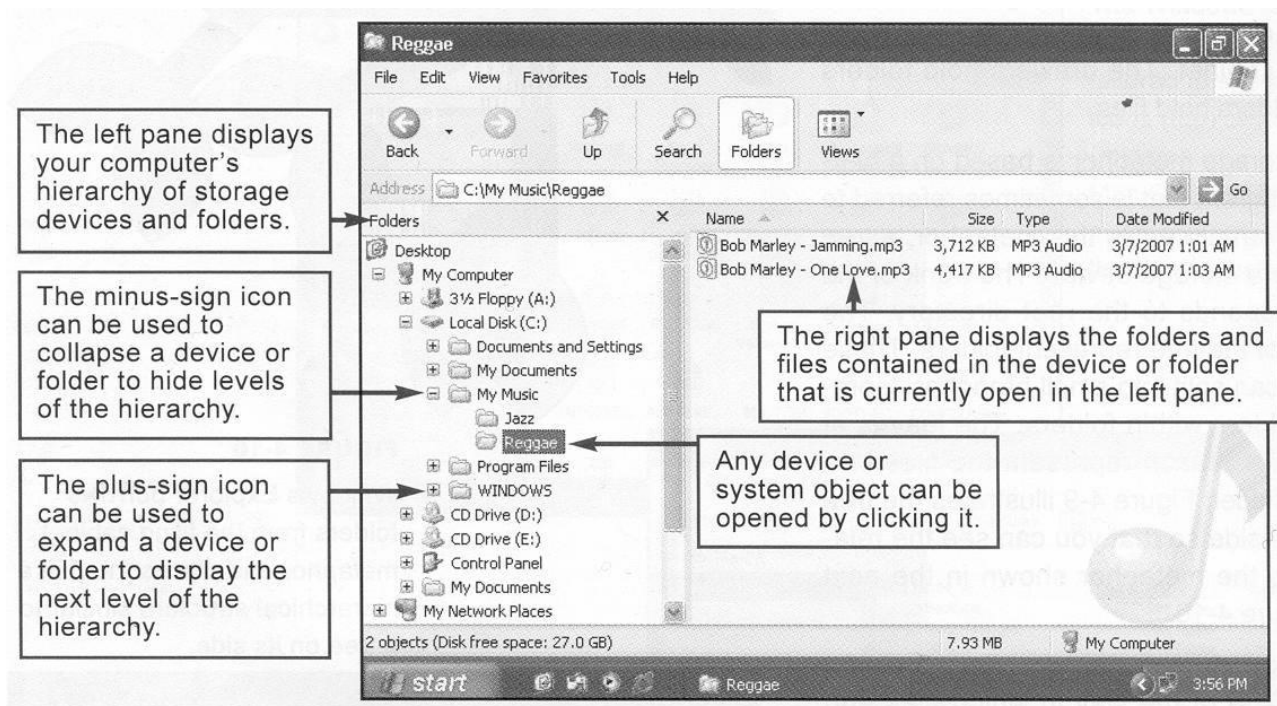 Reggae
File Edit View Favorites Tools Help
Back Forward Up Search Folders Views
Address C:\My Music\Reggae Go
Folders
Name Size Type Date Modified
Desktop
My Computer
3½ Floppy (A:)
Local Disk (C:)
Documents and Settings
My Documents
My Music
Jazz
Reggae
Program Files
WINDOWS
CD Drive (D:)
CD Drive (E:)
Control Panel
My Documents
My Network Places
Bob Marley - Jamming.mp3 3,712 KB MP3 Audio 3/7/2007 1:01 AM
Bob Marley - One Love.mp3 4,417 KB MP3 Audio 3/7/2007 1:03 AM
2 objects (Disk free space: 27.0 GB) 7.93 MB My Computer
start Reggae 3:56 PM
The left pane displays
your computer's
hierarchy of storage
devices and folders.
The minus-sign icon
can be used to
collapse a device or
folder to hide levels
of the hierarchy.
The plus-sign icon
can be used to
expand a device or
folder to display the
next level of the
hierarchy.
The right pane displays the folders and
files contained in the device or folder
that is currently open in the left pane.
Any device or
system object can be
opened by clicking it.